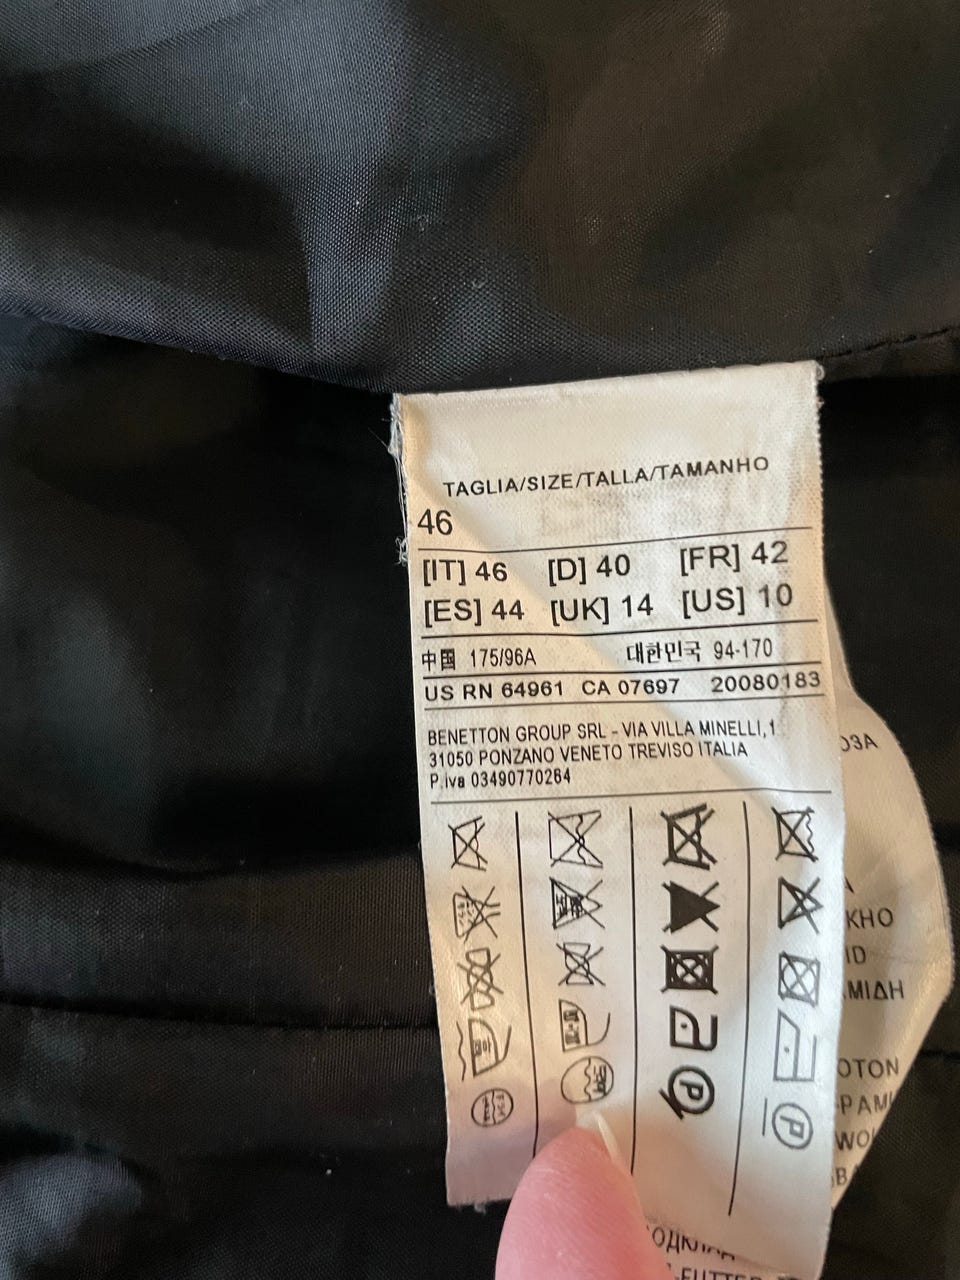 TAGLIA/SIZE/TALLA/TAMANHO
46
[IT] 46 [D] 40 [FR] 42
[ES] 44 [UK] 14 [US] 10
中國 175/96A 대한민국 94-170
US RN 64961 CA 07697 20080183
BENETTON GROUP SRL - VIA VILLA MINELLI, 1
31050 PONZANO VENETO TREVISO ITALIA
P.iva 03490770264
P
P